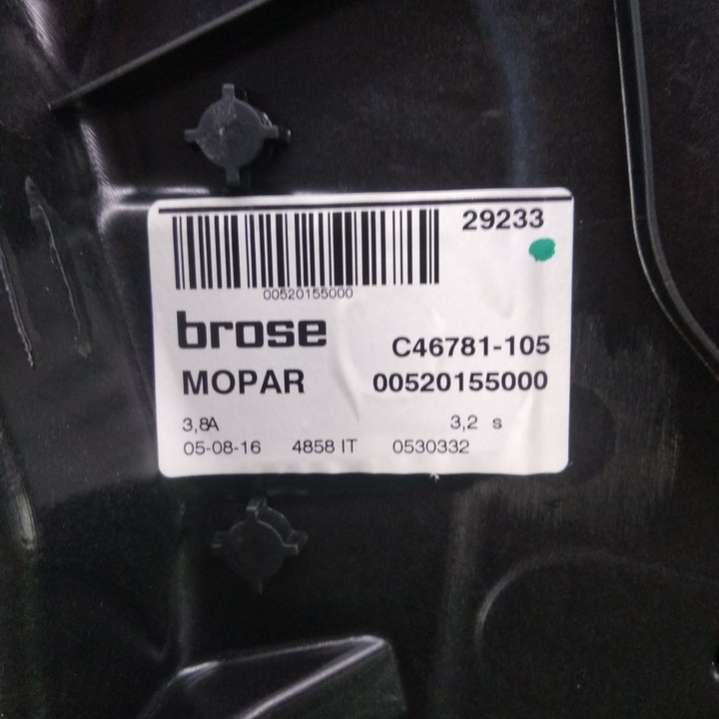 29233
00520155000
brose
C46781-105
MOPAR 00520155000
3,8A 3,2 s
05-08-16 4858 IT 0530332